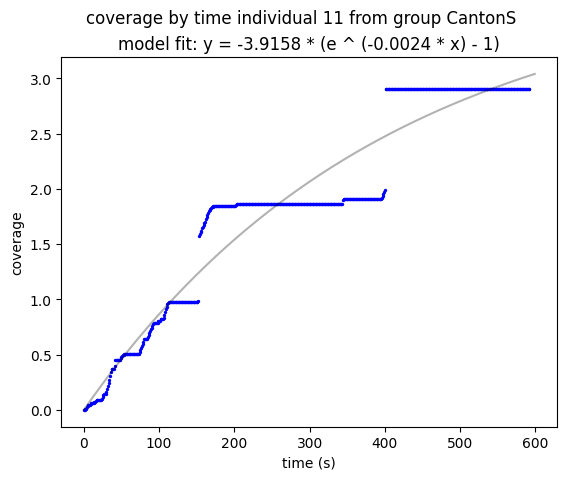 coverage by time individual 11 from group CantonS
model fit: y = -3.9158 * (e ^ (-0.0024 * x) - 1)
3.0
2.5
2.0
1.5
1.0
0.5
0.0
coverage
0 100 200 300 400 500 600
time (s)